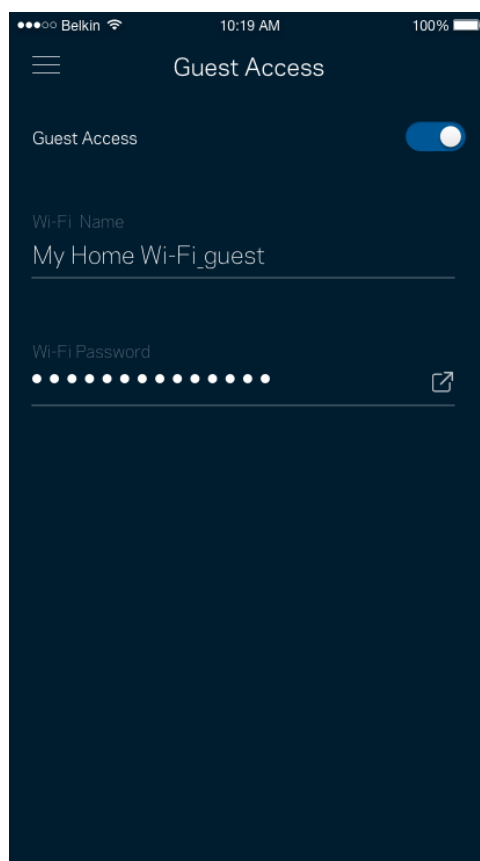 Belkin 10:19 AM 100%
Guest Access
Guest Access
Wi-Fi Name
My Home Wi-Fi_guest
Wi-Fi Password
●●●●●●●●●●●●●●